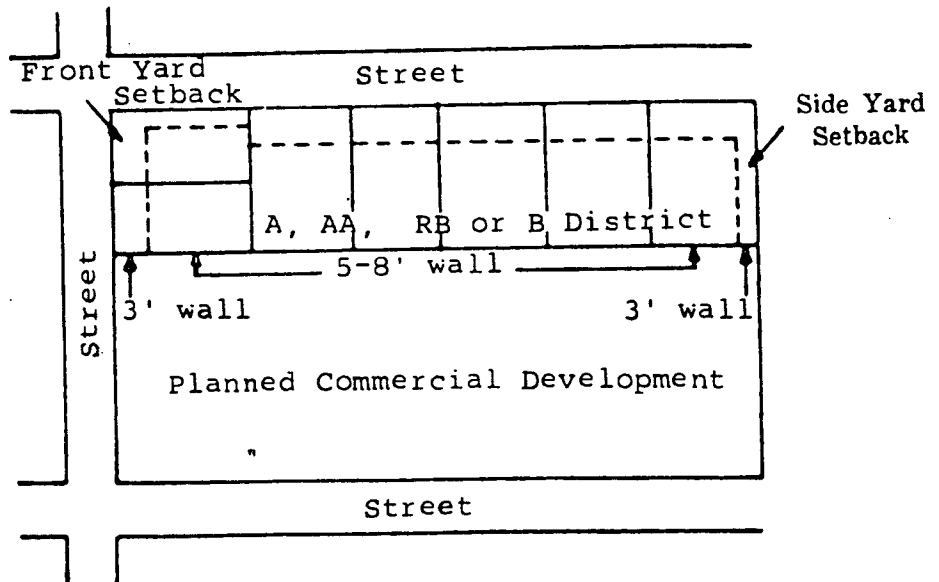 Front Yard
Setback
Street
Side Yard
Setback
A, AA, RB or B District
5-8' wall
3' wall
3' wall
Street
Planned Commercial Development
Street